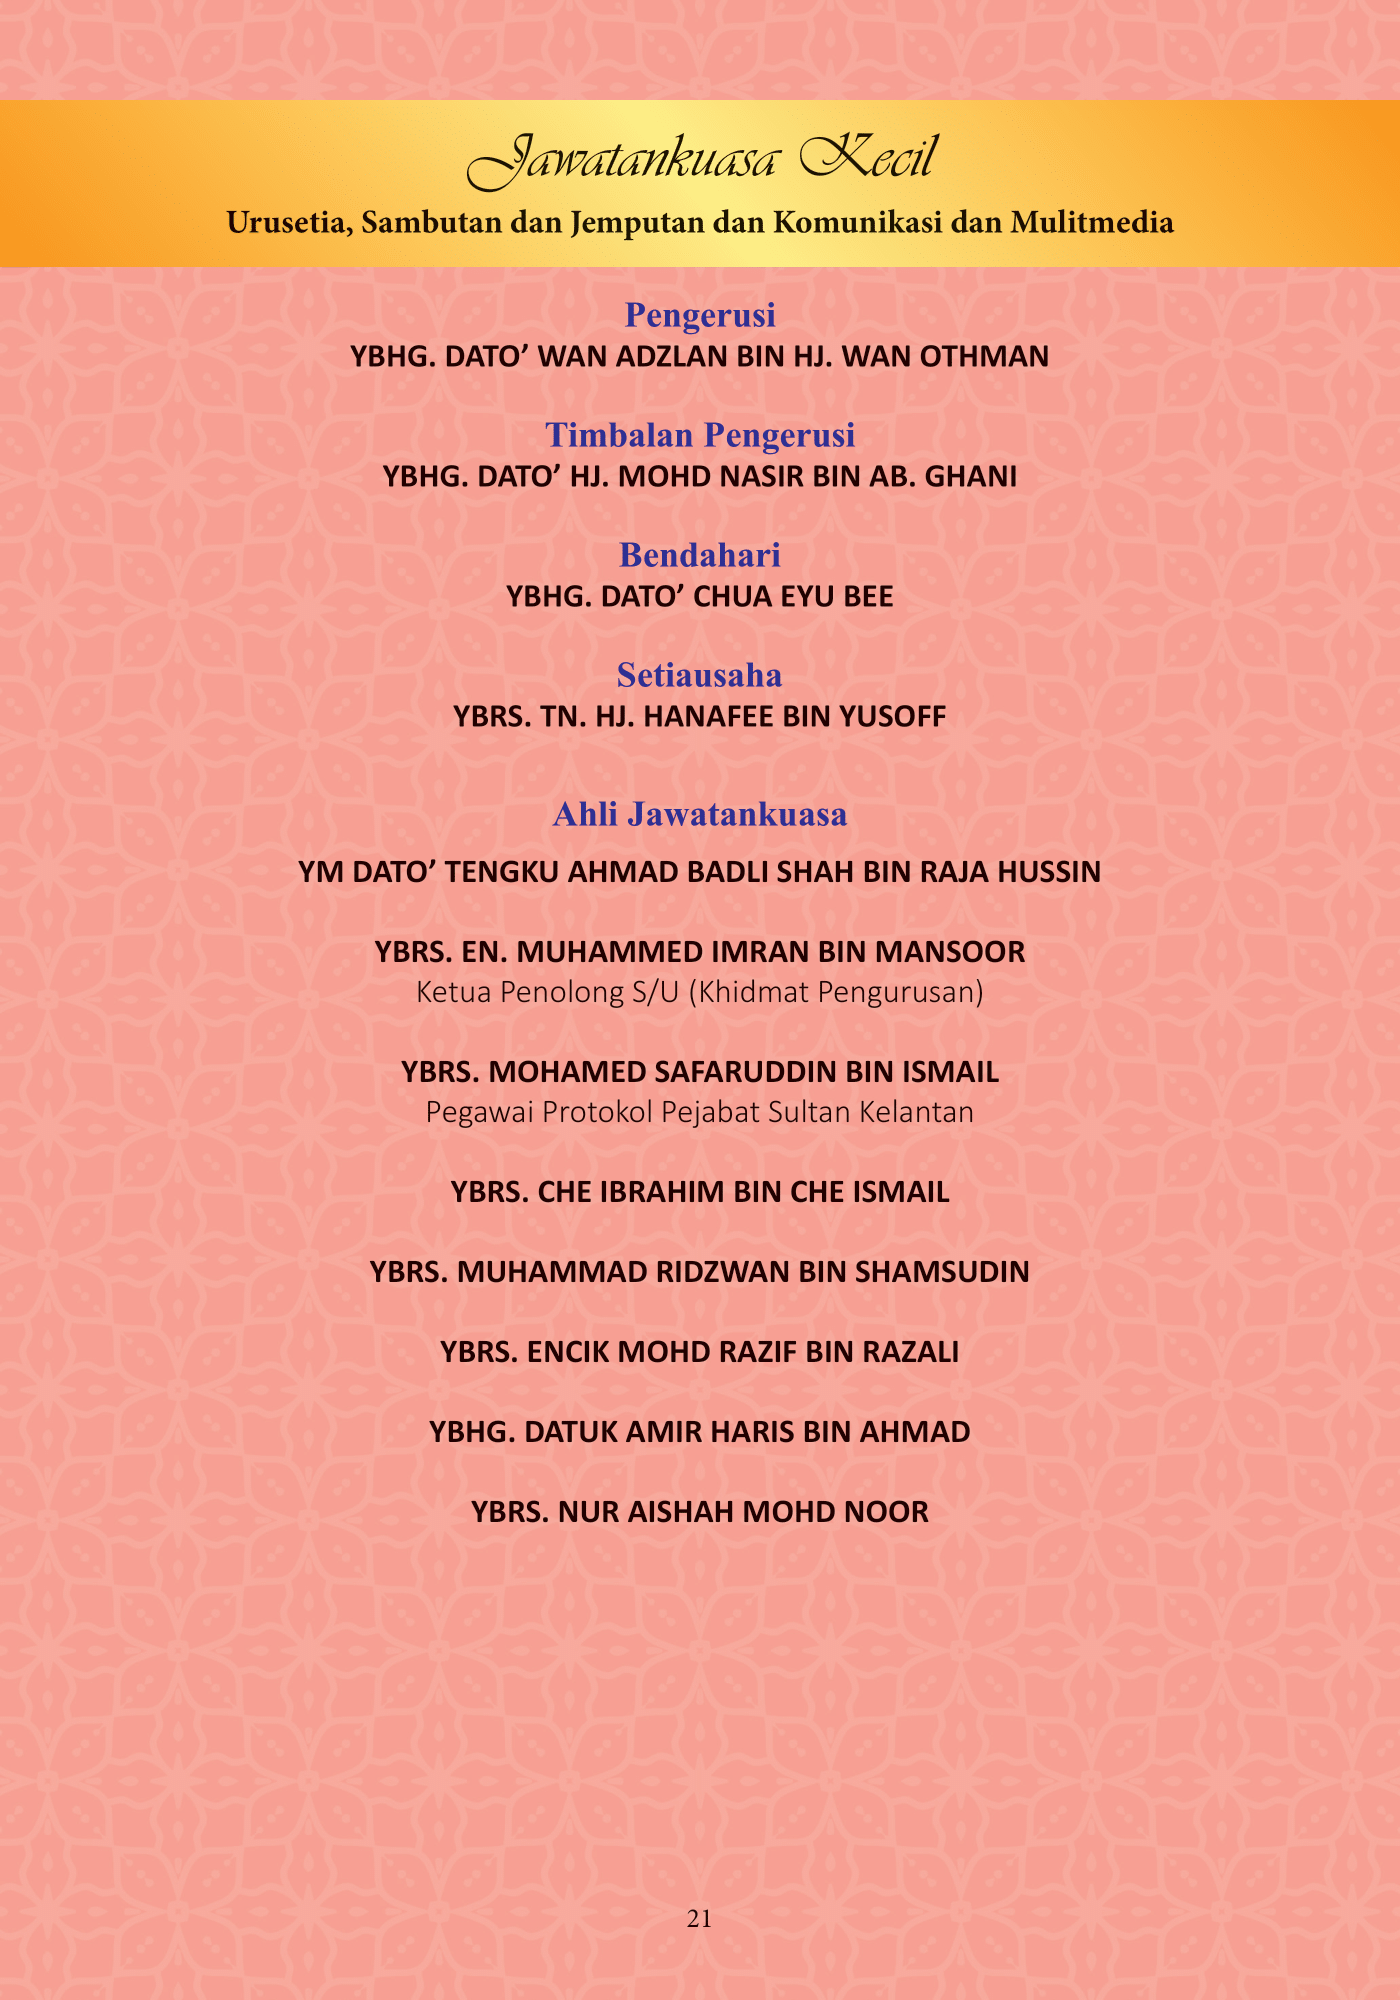 Jawatankuasa Kecil
Urusetia, Sambutan dan Jemputan dan Komunikasi dan Mulitmedia
Pengerusi
YBHG. DATO’ WAN ADZLAN BIN HJ. WAN OTHMAN
Timbalan Pengerusi
YBHG. DATO’ HJ. MOHD NASIR BIN AB. GHANI
Bendahari
YBHG. DATO’ CHUA EYU BEE
Setiausaha
YBRS. TN. HJ. HANAFEE BIN YUSOFF
Ahli Jawatankuasa
YM DATO’ TENGKU AHMAD BADLI SHAH BIN RAJA HUSSIN
YBRS. EN. MUHAMMED IMRAN BIN MANSOOR
Ketua Penolong S/U (Khidmat Pengurusan)
YBRS. MOHAMED SAFARUDDIN BIN ISMAIL
Pegawai Protokol Pejabat Sultan Kelantan
YBRS. CHE IBRAHIM BIN CHE ISMAIL
YBRS. MUHAMMAD RIDZWAN BIN SHAMSUDIN
YBRS. ENCIK MOHD RAZIF BIN RAZALI
YBHG. DATUK AMIR HARIS BIN AHMAD
YBRS. NUR AISHAH MOHD NOOR
21